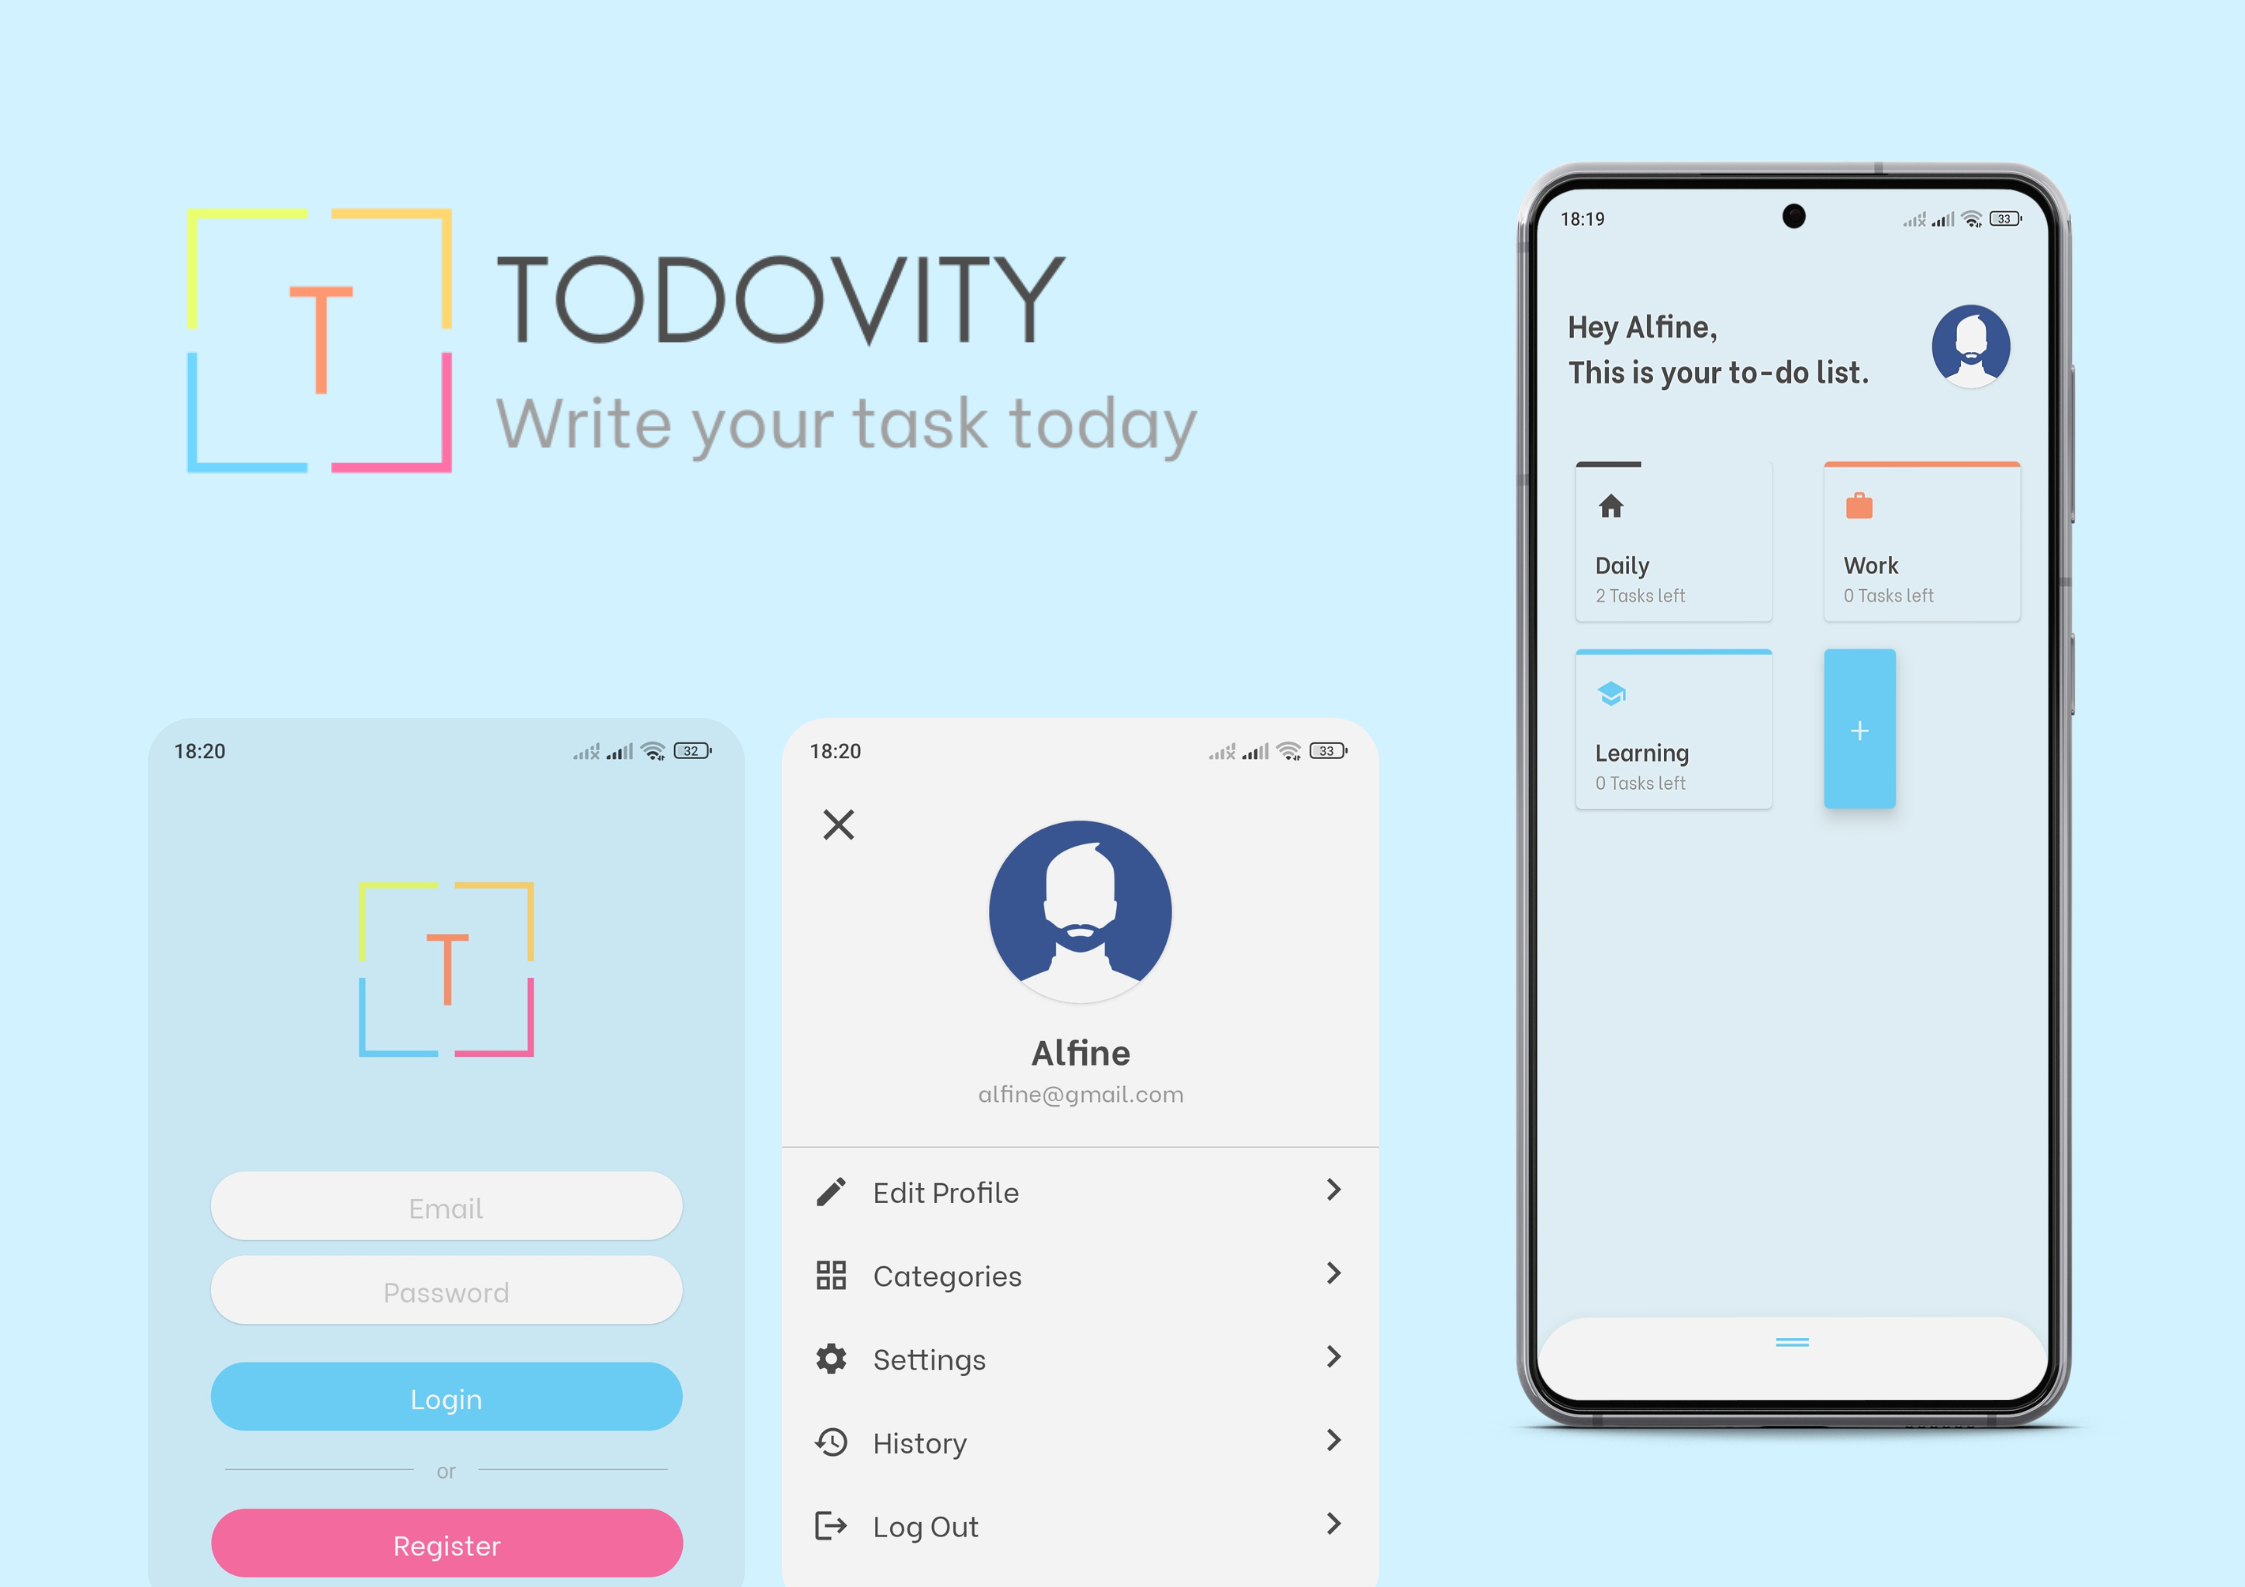 T
TODOVITY
Write your task today
18:20
32
T
Email
Password
Login
or
Register
18:20
33
Alfine
alfine@gmail.com
Edit Profile
Categories
Settings
History
Log Out
18:19
33
Hey Alfine,
This is your to-do list.
Daily
2 Tasks left
Work
0 Tasks left
Learning
0 Tasks left
+